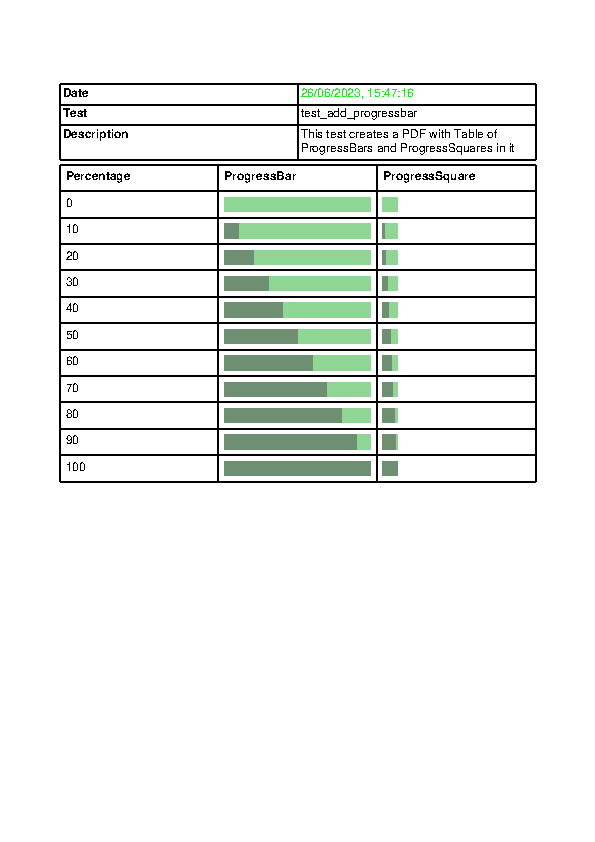 Date 26/06/2023, 15:47:16
Test test_add_progressbar
Description This test creates a PDF with Table of
ProgressBars and ProgressSquares in it
Percentage ProgressBar ProgressSquare
0
10
20
30
40
50
60
70
80
90
100